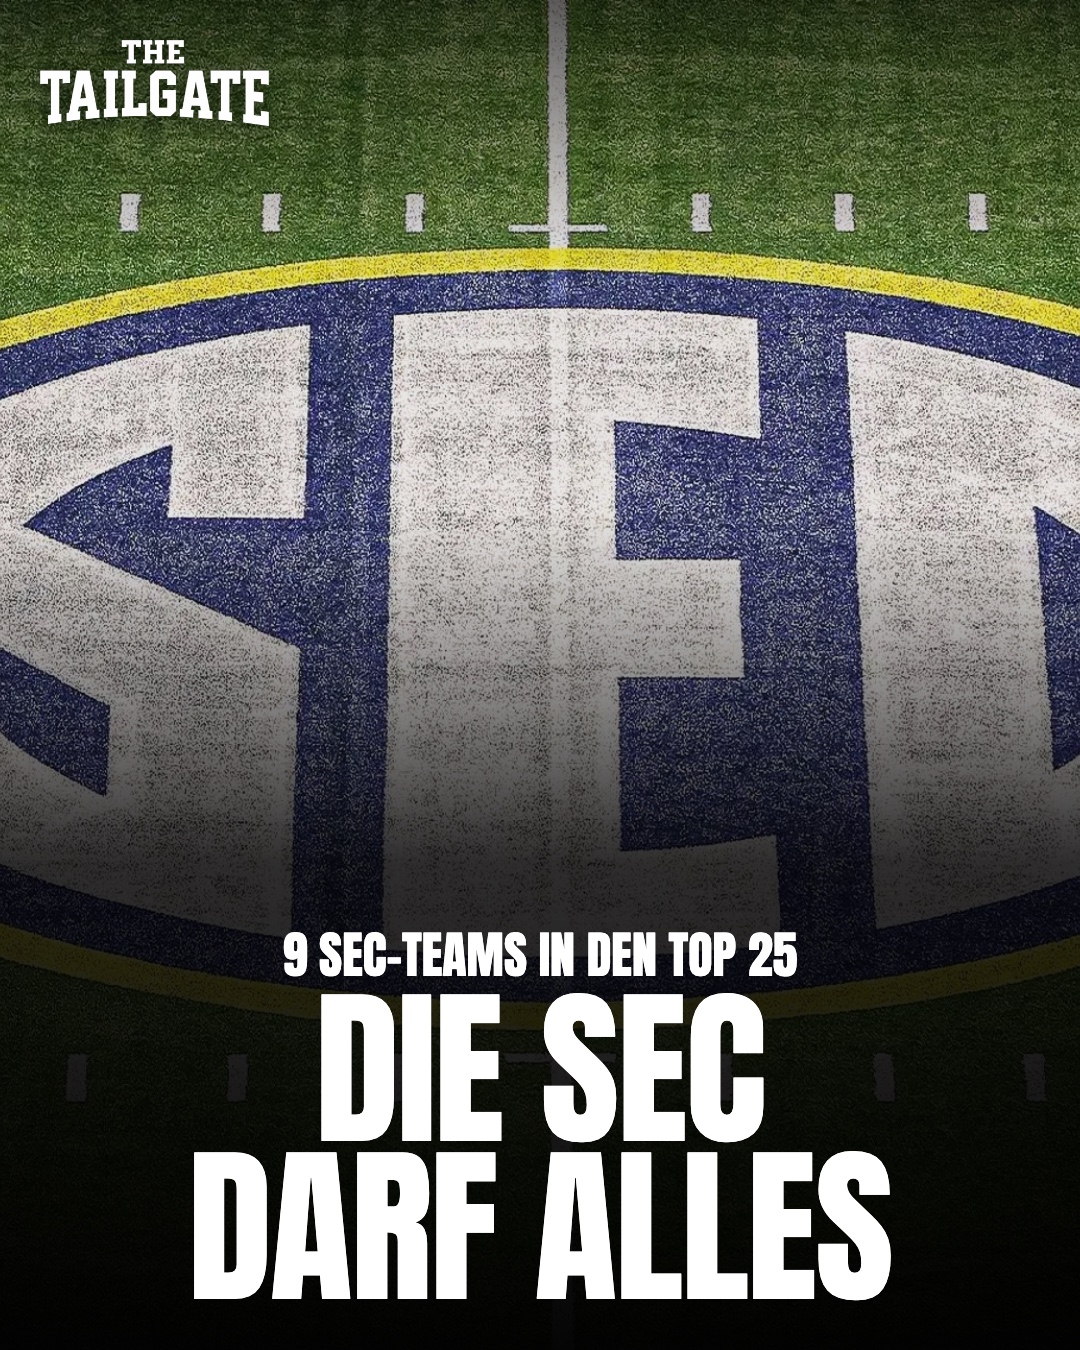 THE
TAILGATE
SEC
9 SEC-TEAMS IN DEN TOP 25
DIE SEC
DARF ALLES